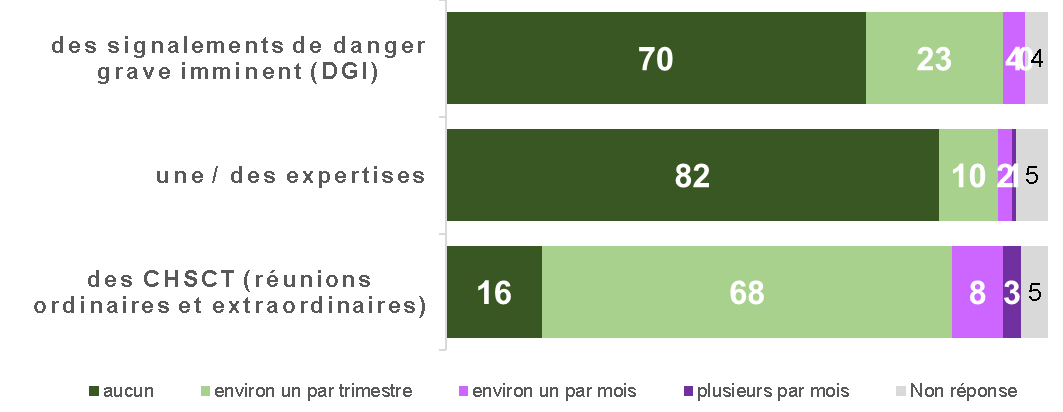 des signalements de danger
grave imminent (DGI)
70 23 4 0 4
une / des expertises
82 10 2 1 5
des CHSCT (réunions
ordinaires et extraordinaires)
16 68 8 3 5
aucun environ un par trimestre environ un par mois plusieurs par mois Non réponse